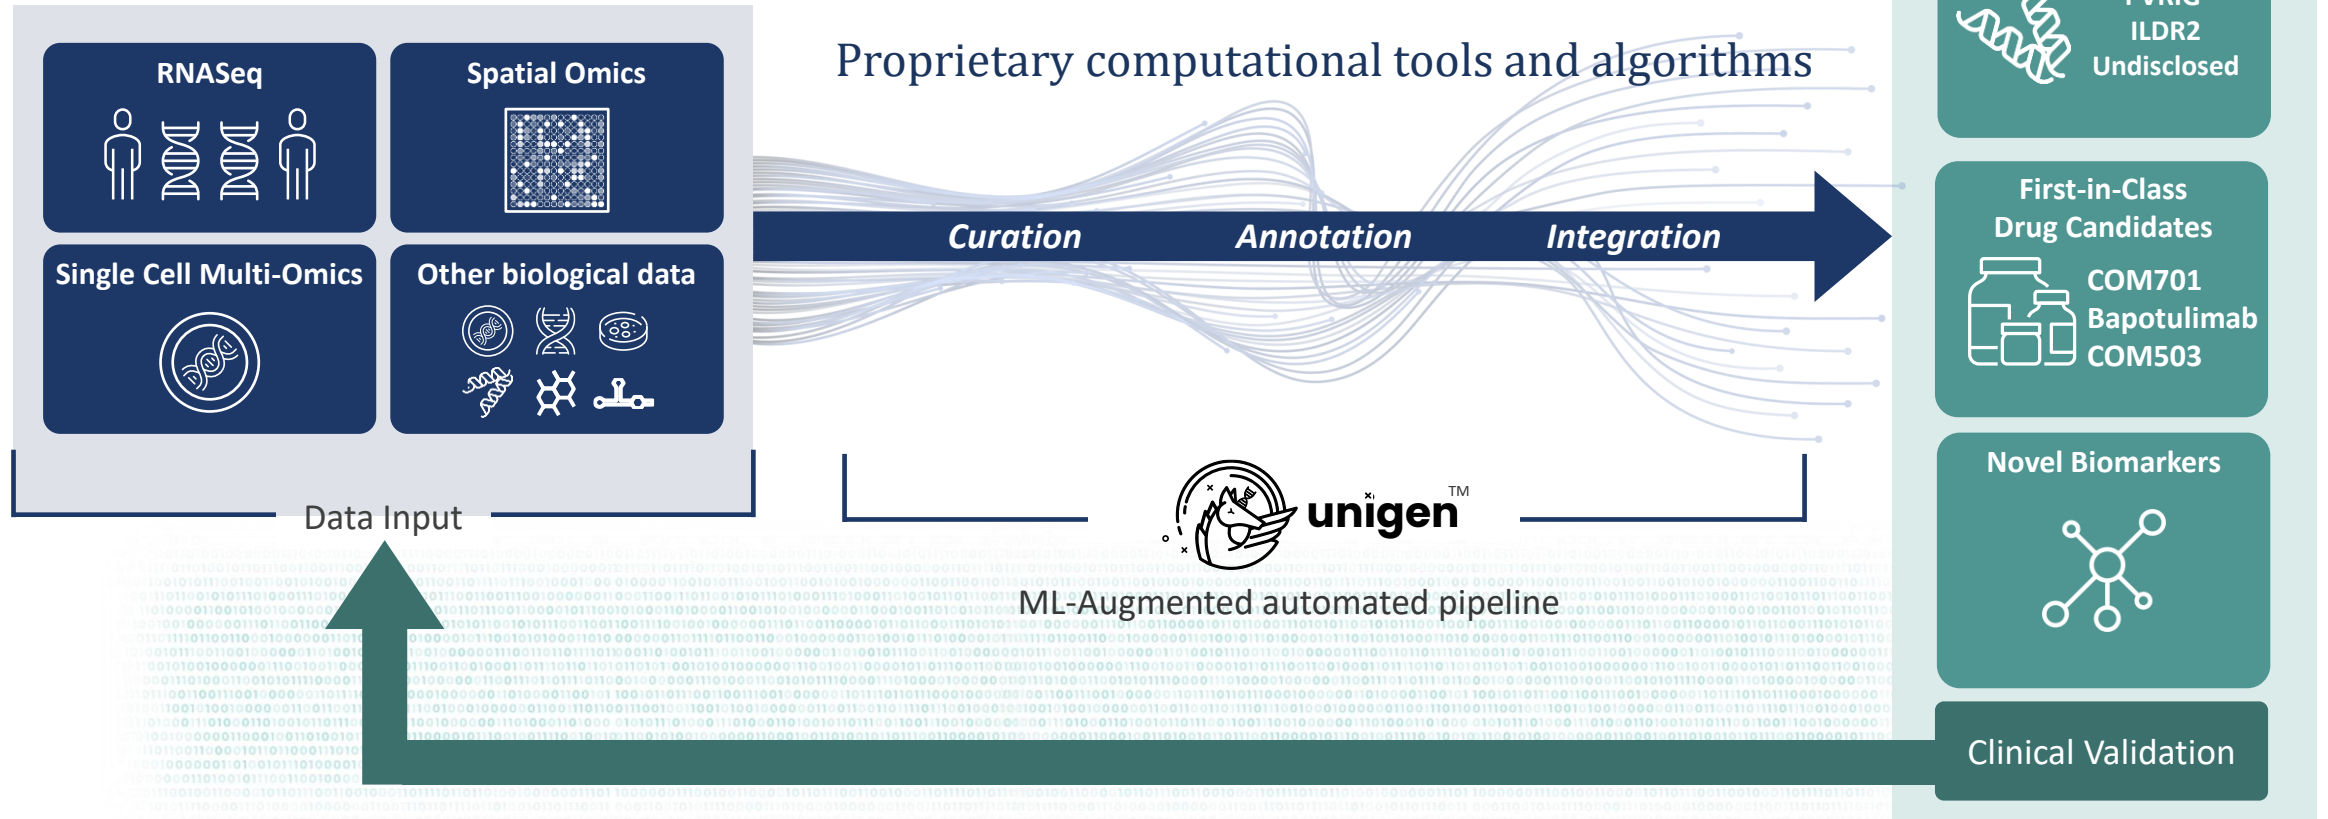 RNASeq
Spatial Omics
Single Cell Multi-Omics
Other biological data
Data Input
Proprietary computational tools and algorithms
Curation
Annotation
Integration
unigen™
ML-Augmented automated pipeline
PVRIG
ILDR2
Undisclosed
First-in-Class
Drug Candidates
COM701
Bapotulimab
COM503
Novel Biomarkers
Clinical Validation